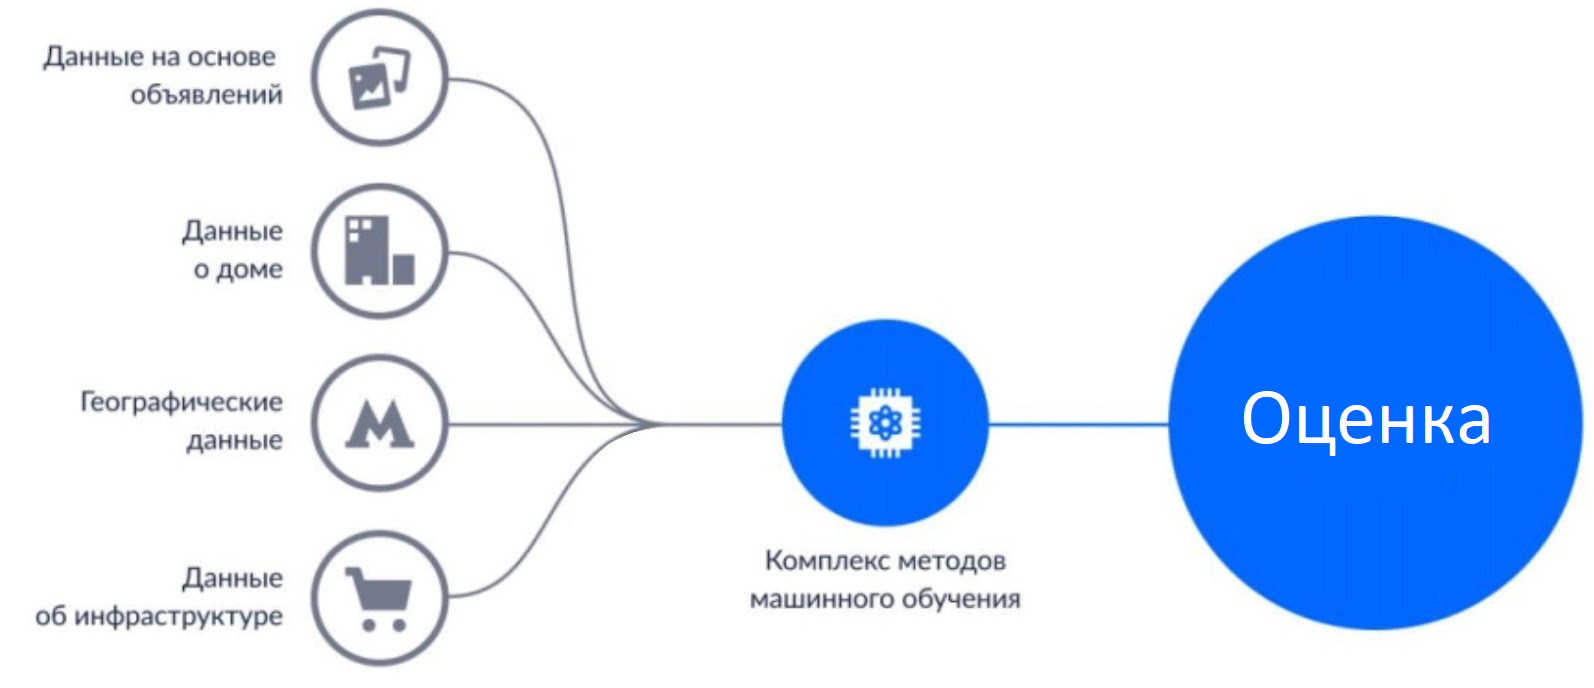 Данные на основе
объявлений
Данные
о доме
Географические
данные
Данные
об инфраструктуре
Комплекс методов
машинного обучения
Оценка